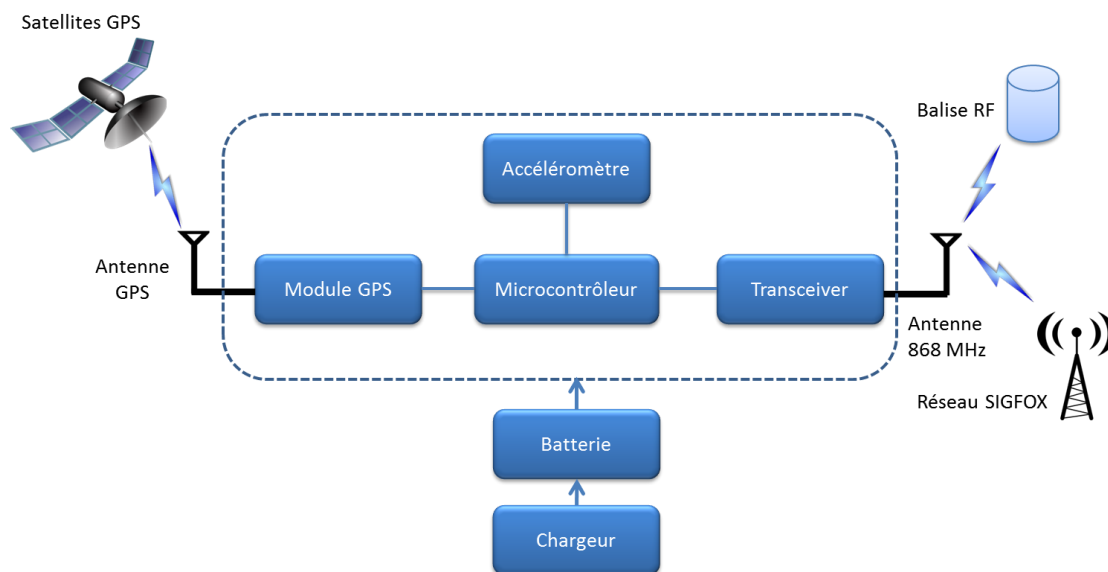 Satellites GPS
Balise RF
Accéléromètre
Antenne
GPS
Module GPS
Microcontrôleur
Transceiver
Antenne
868 MHz
Réseau SIGFOX
Batterie
Chargeur